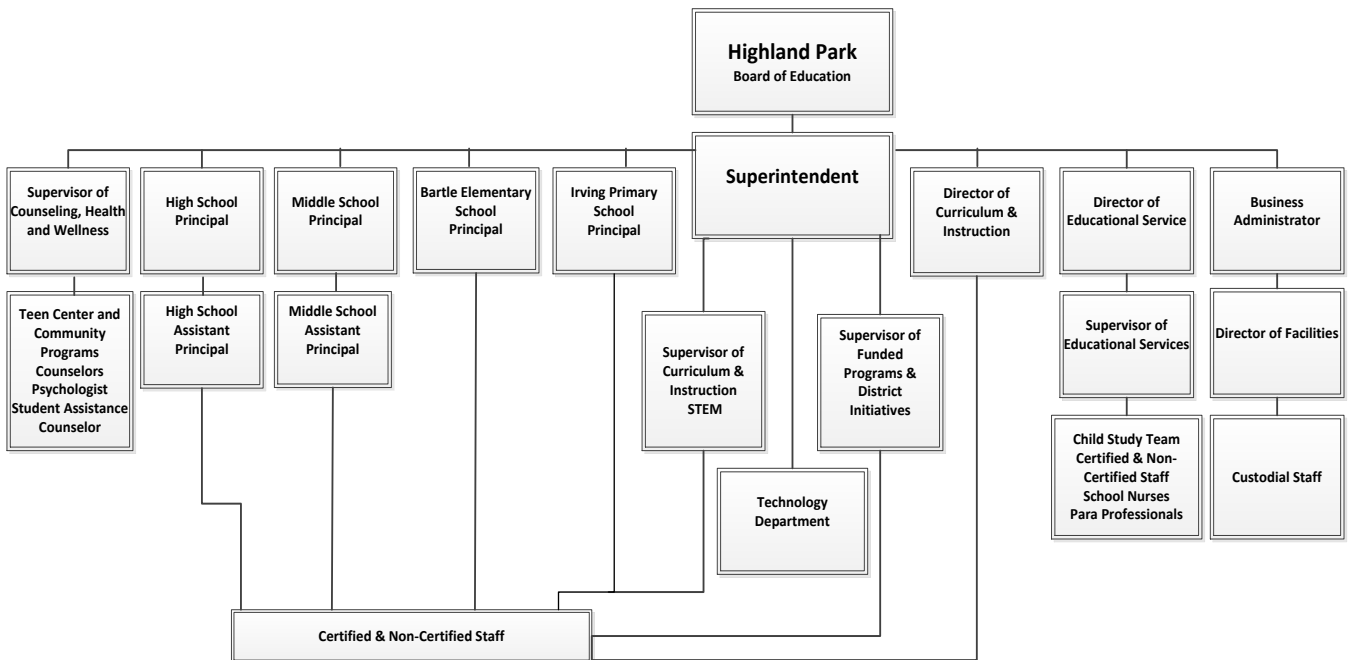 Highland Park
Board of Education
Superintendent
Supervisor of
Counseling, Health
and Wellness
High School
Principal
Middle School
Principal
Bartle Elementary
School
Principal
Irving Primary
School
Principal
Director of
Curriculum &
Instruction
Director of
Educational Service
Business
Administrator
Teen Center and
Community
Programs
Counselors
Psychologist
Student Assistance
Counselor
High School
Assistant
Principal
Middle School
Assistant
Principal
Supervisor of
Curriculum &
Instruction
STEM
Supervisor of
Funded
Programs &
District
Initiatives
Supervisor of
Educational Services
Director of Facilities
Technology
Department
Child Study Team
Certified & Non-
Certified Staff
School Nurses
Para Professionals
Custodial Staff
Certified & Non-Certified Staff